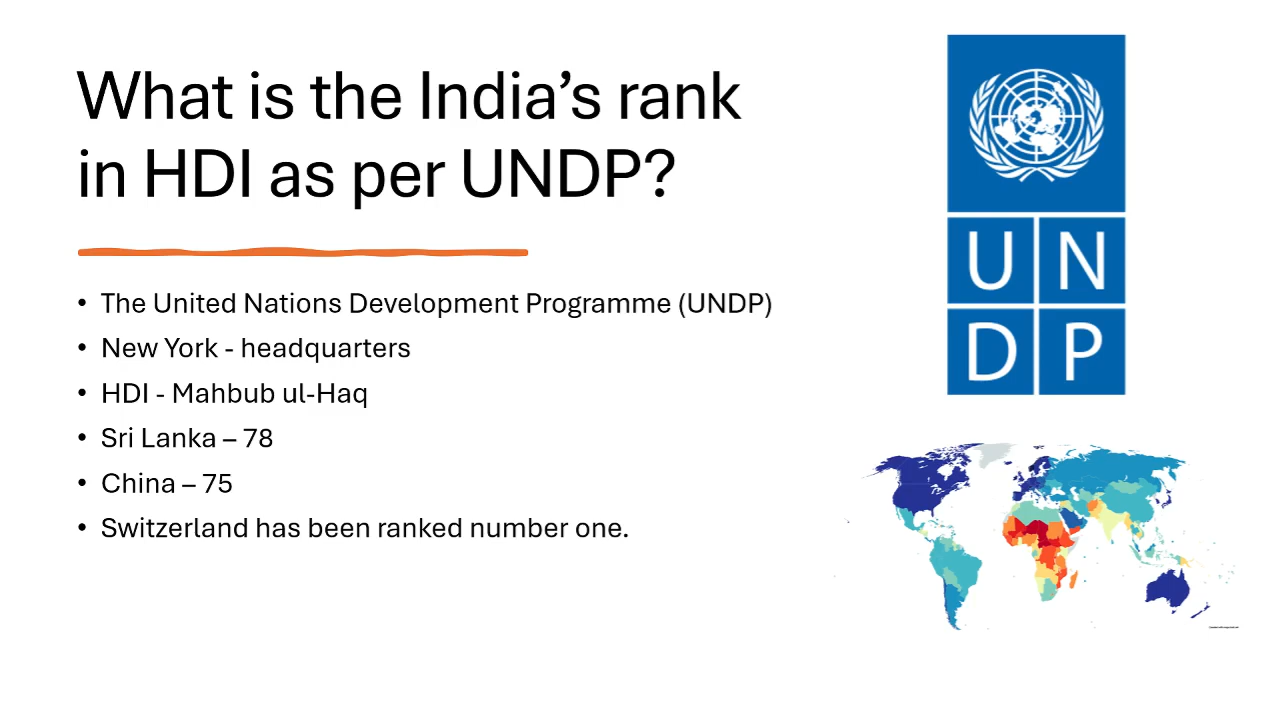 What is the India’s rank
in HDI as per UNDP?
• The United Nations Development Programme (UNDP)
• New York - headquarters
• HDI - Mahbub ul-Haq
• Sri Lanka – 78
• China – 75
• Switzerland has been ranked number one.
U N
D P